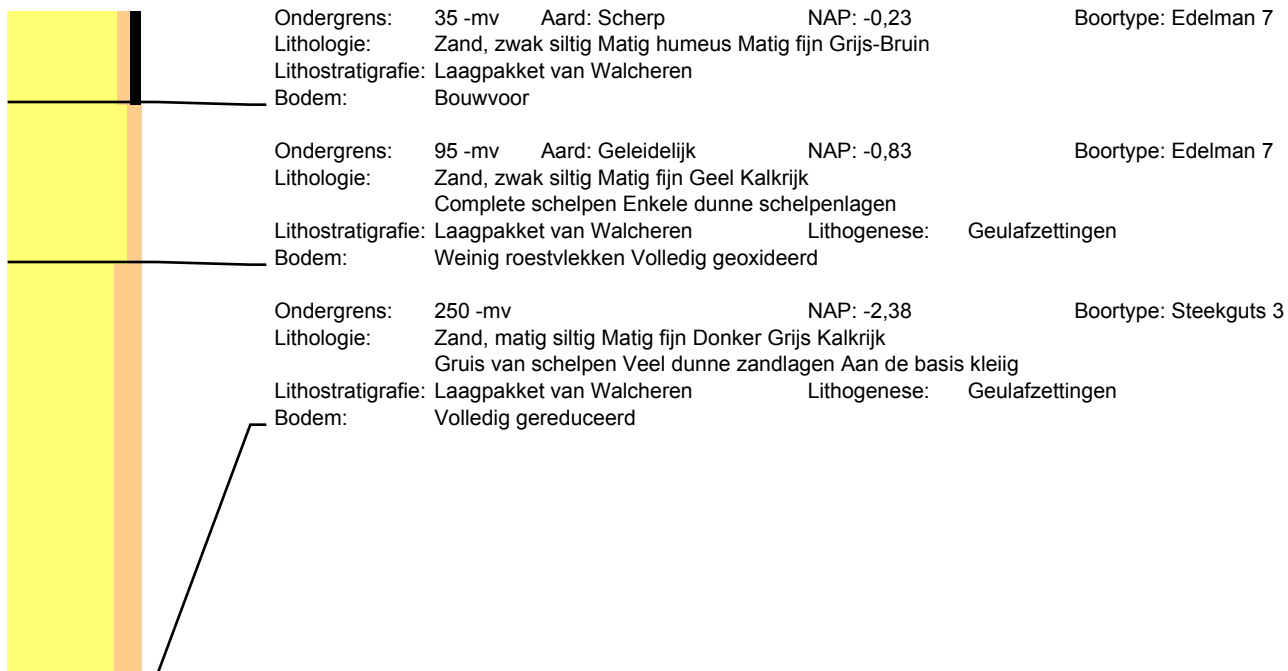 Ondergrens: 35 -mv Aard: Scherp NAP: -0,23 Boortype: Edelman 7
Lithologie: Zand, zwak siltig Matig humeus Matig fijn Grijs-Bruin
Lithostratigrafie: Laagpakket van Walcheren
Bodem: Bouwvoor
Ondergrens: 95 -mv Aard: Geleidelijk NAP: -0,83 Boortype: Edelman 7
Lithologie: Zand, zwak siltig Matig fijn Geel Kalkrijk
Complete schelpen Enkele dunne schelpenlagen
Lithostratigrafie: Laagpakket van Walcheren Lithogenese: Geulafzettingen
Bodem: Weinig roestvlekken Volledig geoxideerd
Ondergrens: 250 -mv NAP: -2,38 Boortype: Steekguts 3
Lithologie: Zand, matig siltig Matig fijn Donker Grijs Kalkrijk
Gruis van schelpen Veel dunne zandlagen Aan de basis kleiig
Lithostratigrafie: Laagpakket van Walcheren Lithogenese: Geulafzettingen
Bodem: Volledig gereduceerd